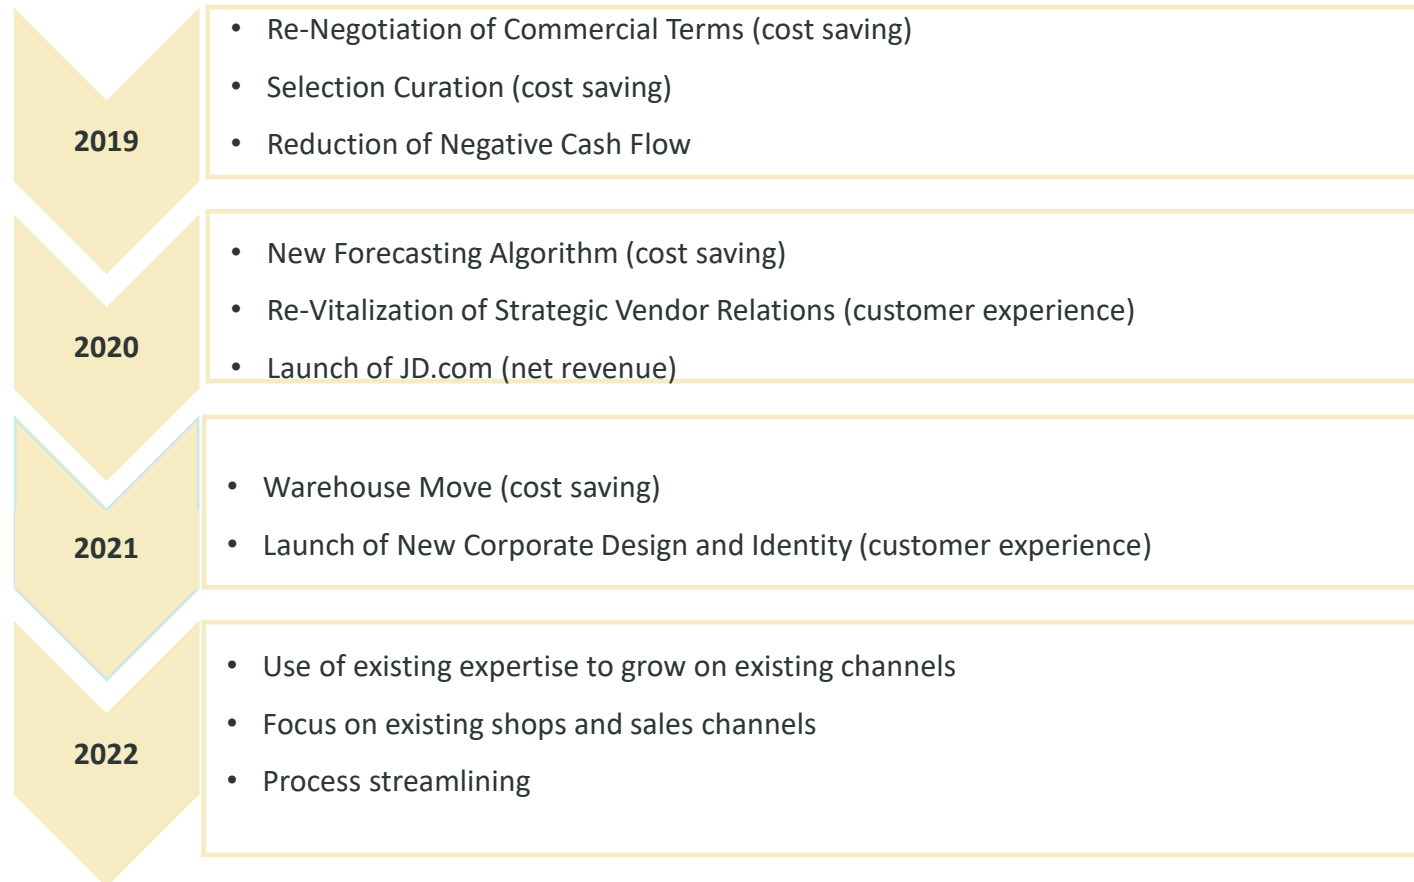 2019
• Re-Negotiation of Commercial Terms (cost saving)
• Selection Curation (cost saving)
• Reduction of Negative Cash Flow
2020
• New Forecasting Algorithm (cost saving)
• Re-Vitalization of Strategic Vendor Relations (customer experience)
• Launch of JD.com (net revenue)
2021
• Warehouse Move (cost saving)
• Launch of New Corporate Design and Identity (customer experience)
2022
• Use of existing expertise to grow on existing channels
• Focus on existing shops and sales channels
• Process streamlining